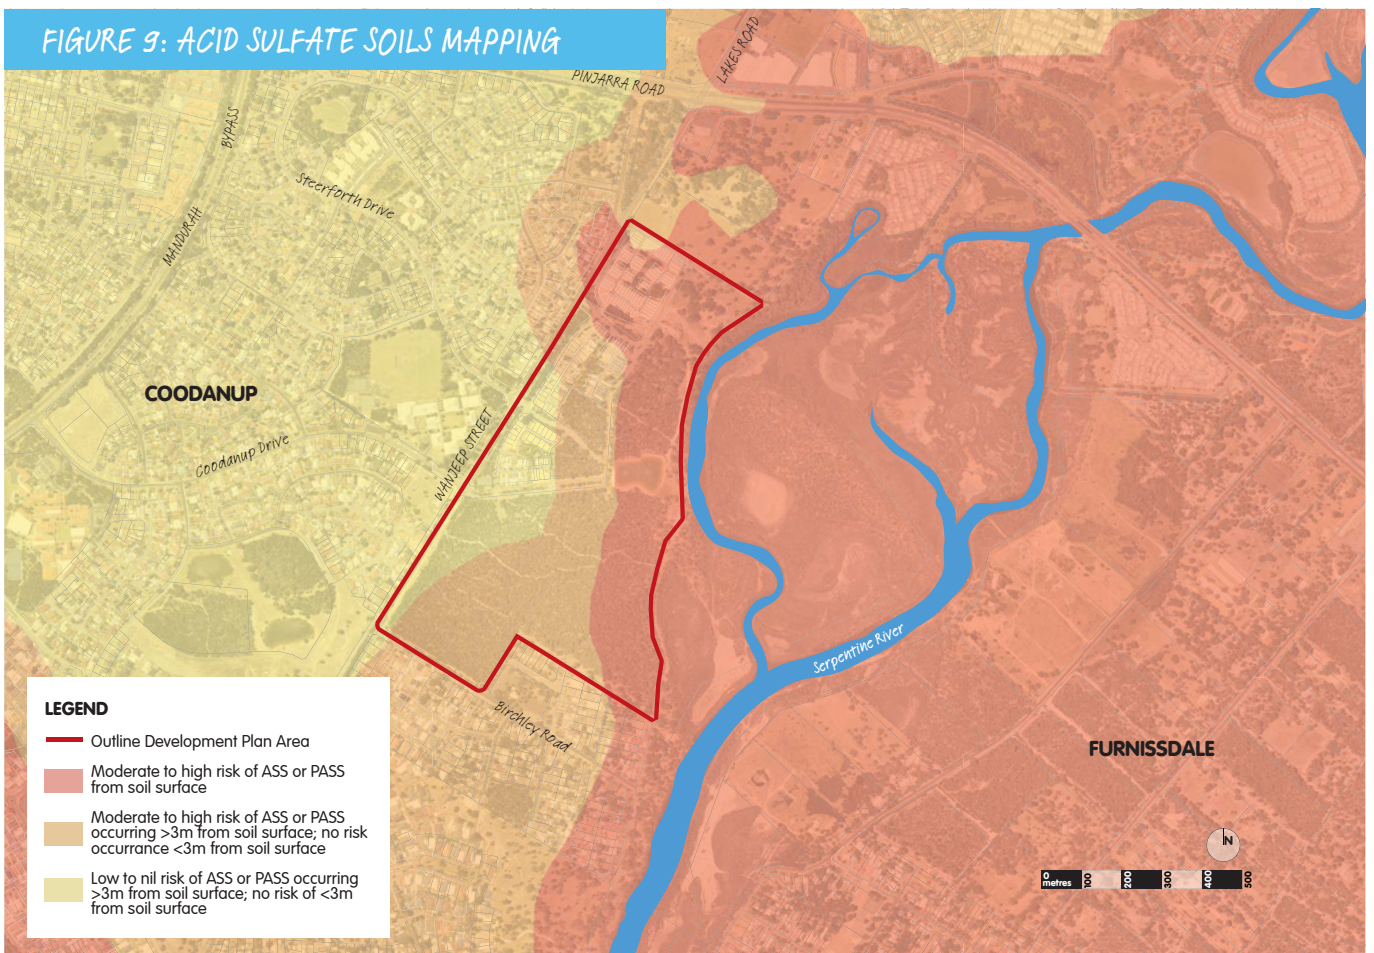 FIGURE 9: ACID SULFATE SOILS MAPPING
LAKES ROAD
PINJARRA ROAD
BYPASS
Steerforth Drive
MANDURAH
COODANUP
WANJEEP STREET
Coodanup Drive
Serpentine River
Birchley Road
FURNISSDALE
LEGEND
Outline Development Plan Area
Moderate to high risk of ASS or PASS
from soil surface
Moderate to high risk of ASS or PASS
occurring >3m from soil surface; no risk
occurrance <3m from soil surface
Low to nil risk of ASS or PASS occurring
>3m from soil surface; no risk of <3m
from soil surface
N
0 100 200 300 400 500
metres